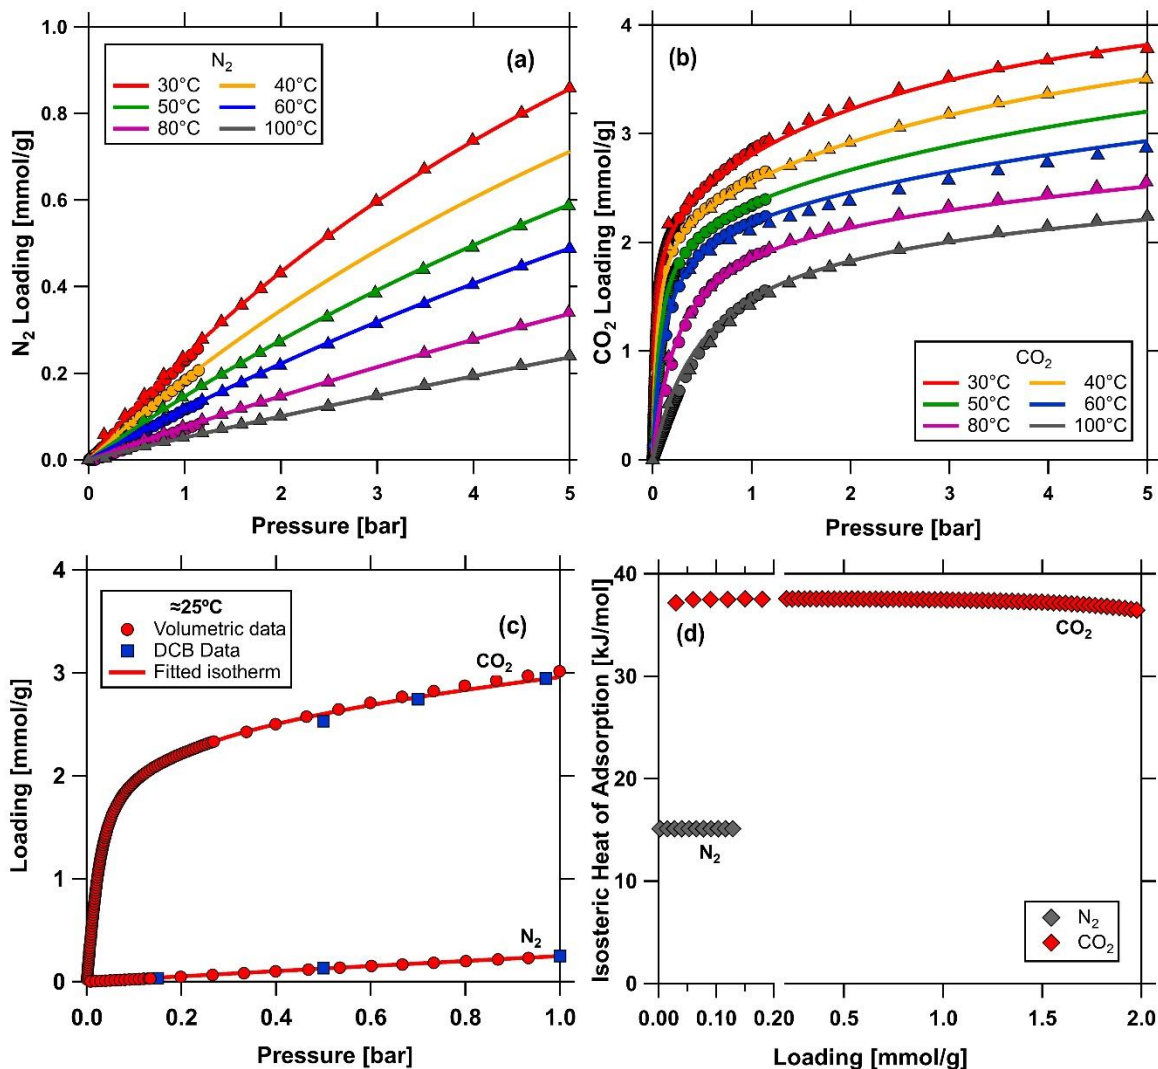 1.0
0.8
0.6
0.4
0.2
0.0
N2 Loading [mmol/g]
N2
30°C 40°C
50°C 60°C
80°C 100°C
(a)
0 1 2 3 4 5
Pressure [bar]
4
3
2
1
0
CO2 Loading [mmol/g]
(b)
CO2
30°C 40°C
50°C 60°C
80°C 100°C
0 1 2 3 4 5
Pressure [bar]
4
3
2
1
0
Loading [mmol/g]
≈25ºC
Volumetric data
DCB Data
Fitted isotherm
(c)
CO2
N2
0 0.2 0.4 0.6 0.8 1.0
Pressure [bar]
40
30
20
10
0
Isosteric Heat of Adsorption [kJ/mol]
(d)
CO2
N2
N2
CO2
0.00 0.10 0.20 0.5 1.0 1.5 2.0
Loading [mmol/g]